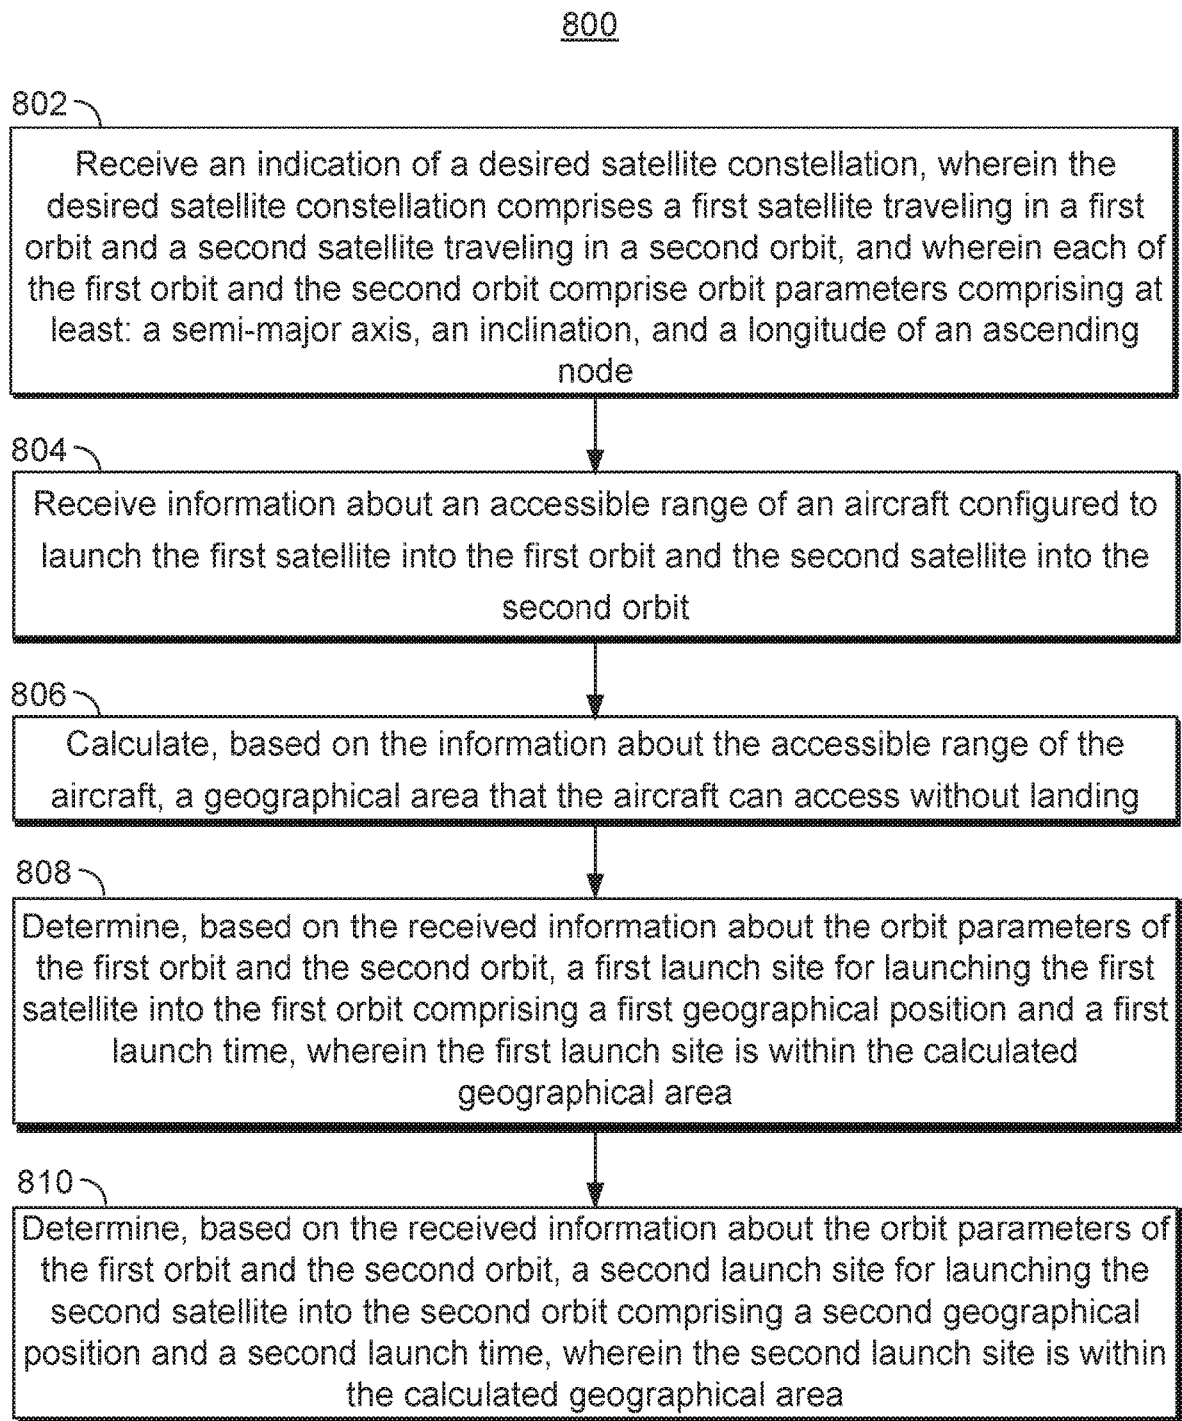 800
802
Receive an indication of a desired satellite constellation, wherein the
desired satellite constellation comprises a first satellite traveling in a first
orbit and a second satellite traveling in a second orbit, and wherein each of
the first orbit and the second orbit comprise orbit parameters comprising at
least: a semi-major axis, an inclination, and a longitude of an ascending
node
804
Receive information about an accessible range of an aircraft configured to
launch the first satellite into the first orbit and the second satellite into the
second orbit
806
Calculate, based on the information about the accessible range of the
aircraft, a geographical area that the aircraft can access without landing
808
Determine, based on the received information about the orbit parameters of
the first orbit and the second orbit, a first launch site for launching the first
satellite into the first orbit comprising a first geographical position and a first
launch time, wherein the first launch site is within the calculated
geographical area
810
Determine, based on the received information about the orbit parameters of
the first orbit and the second orbit, a second launch site for launching the
second satellite into the second orbit comprising a second geographical
position and a second launch time, wherein the second launch site is within
the calculated geographical area